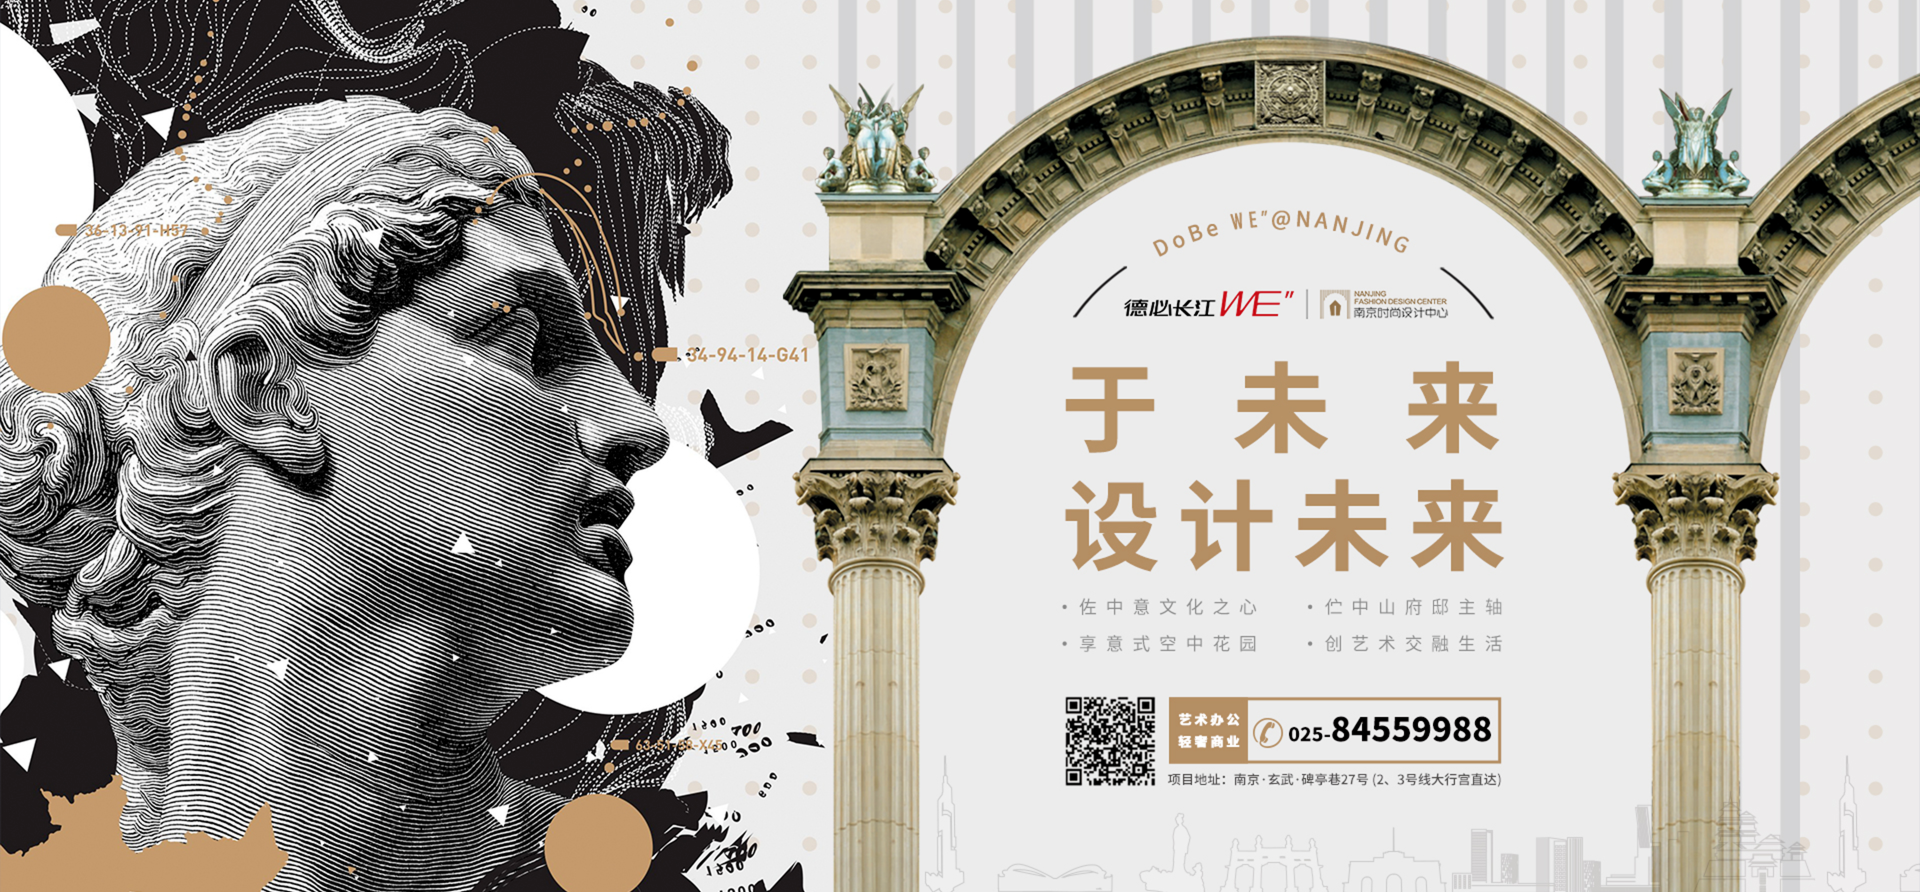 36-13-91-H57
34-94-14-G41
DoBe WE"@NANJING
德必长江WE"
NANJING
FASHION DESIGN CENTER
南京时尚设计中心
于未来
设计未来
·佐中意文化之心
·伫中山府邸主轴
·享意式空中花园
·创艺术交融生活
艺术办公
轻奢商业
025-84559988
项目地址：南京·玄武·碑亭巷27号 (2、3号线大行宫直达)